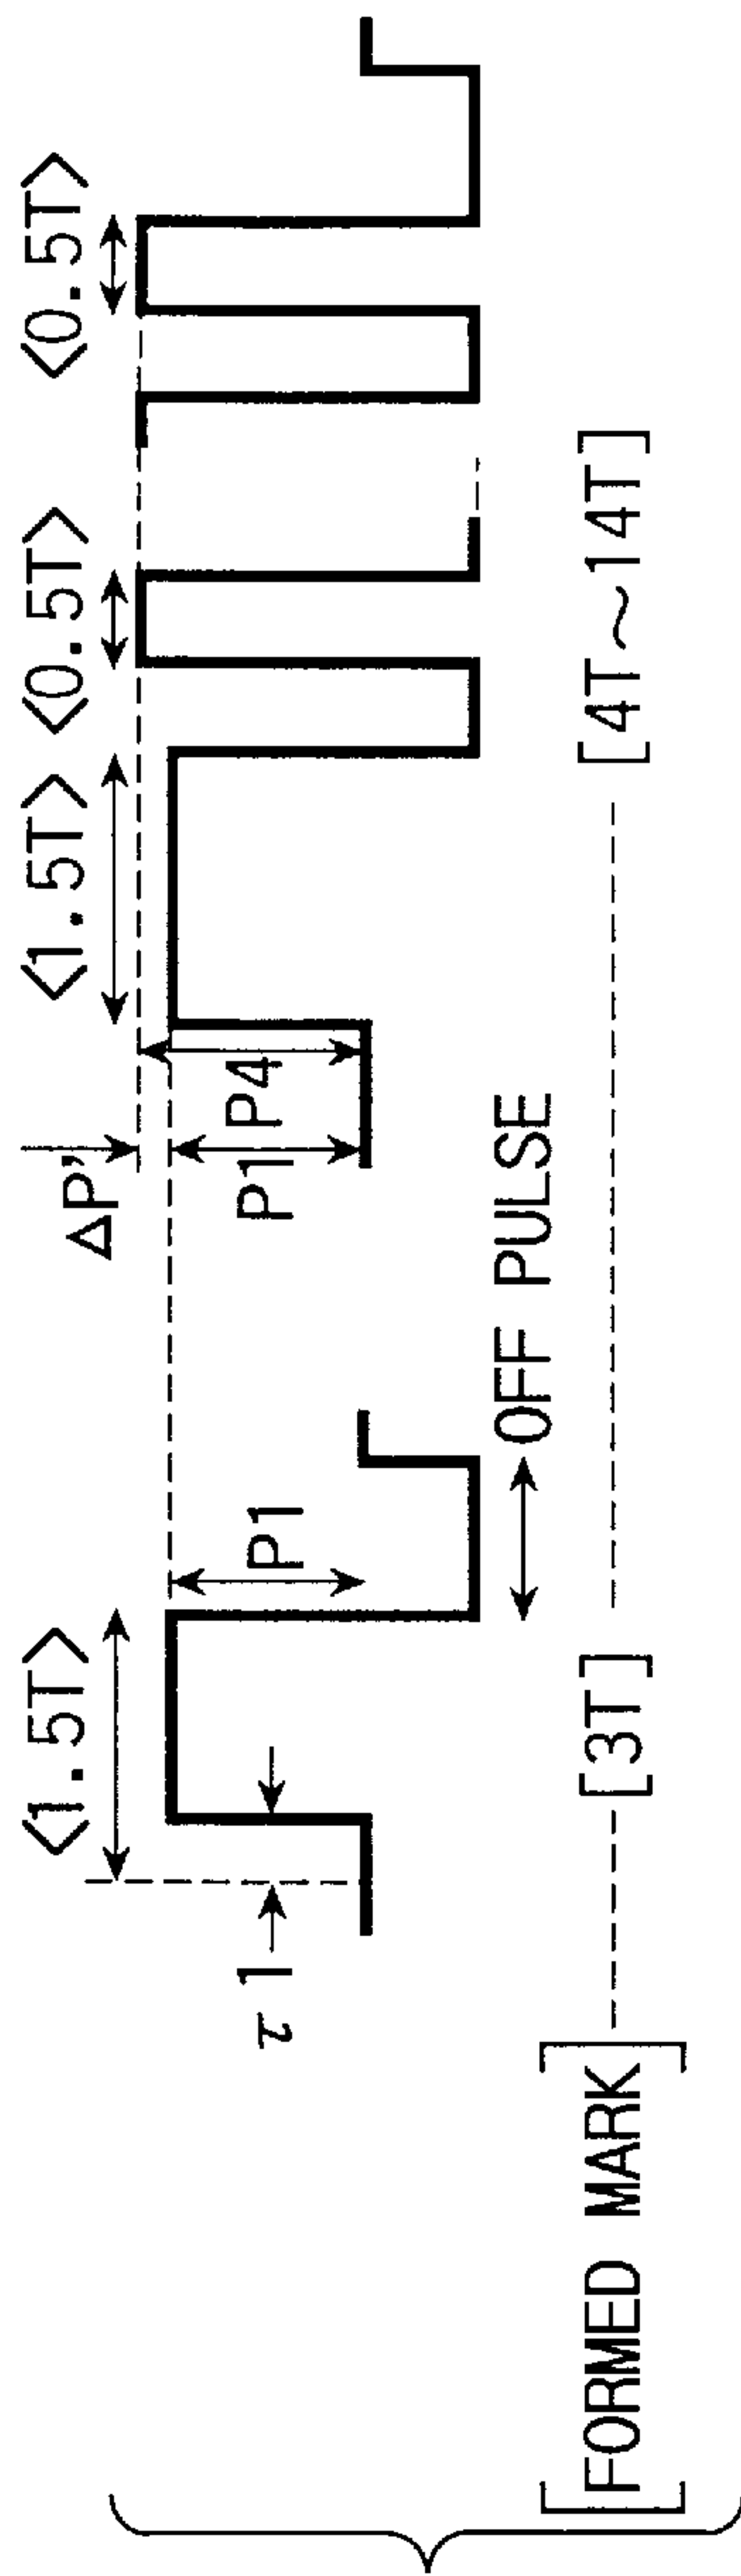 <1.5T> <1.5T> <0.5T> <0.5T>
ΔP'
τ1 P1 P1 P4
OFF PULSE
[FORMED MARK] [3T] [4T～14T]